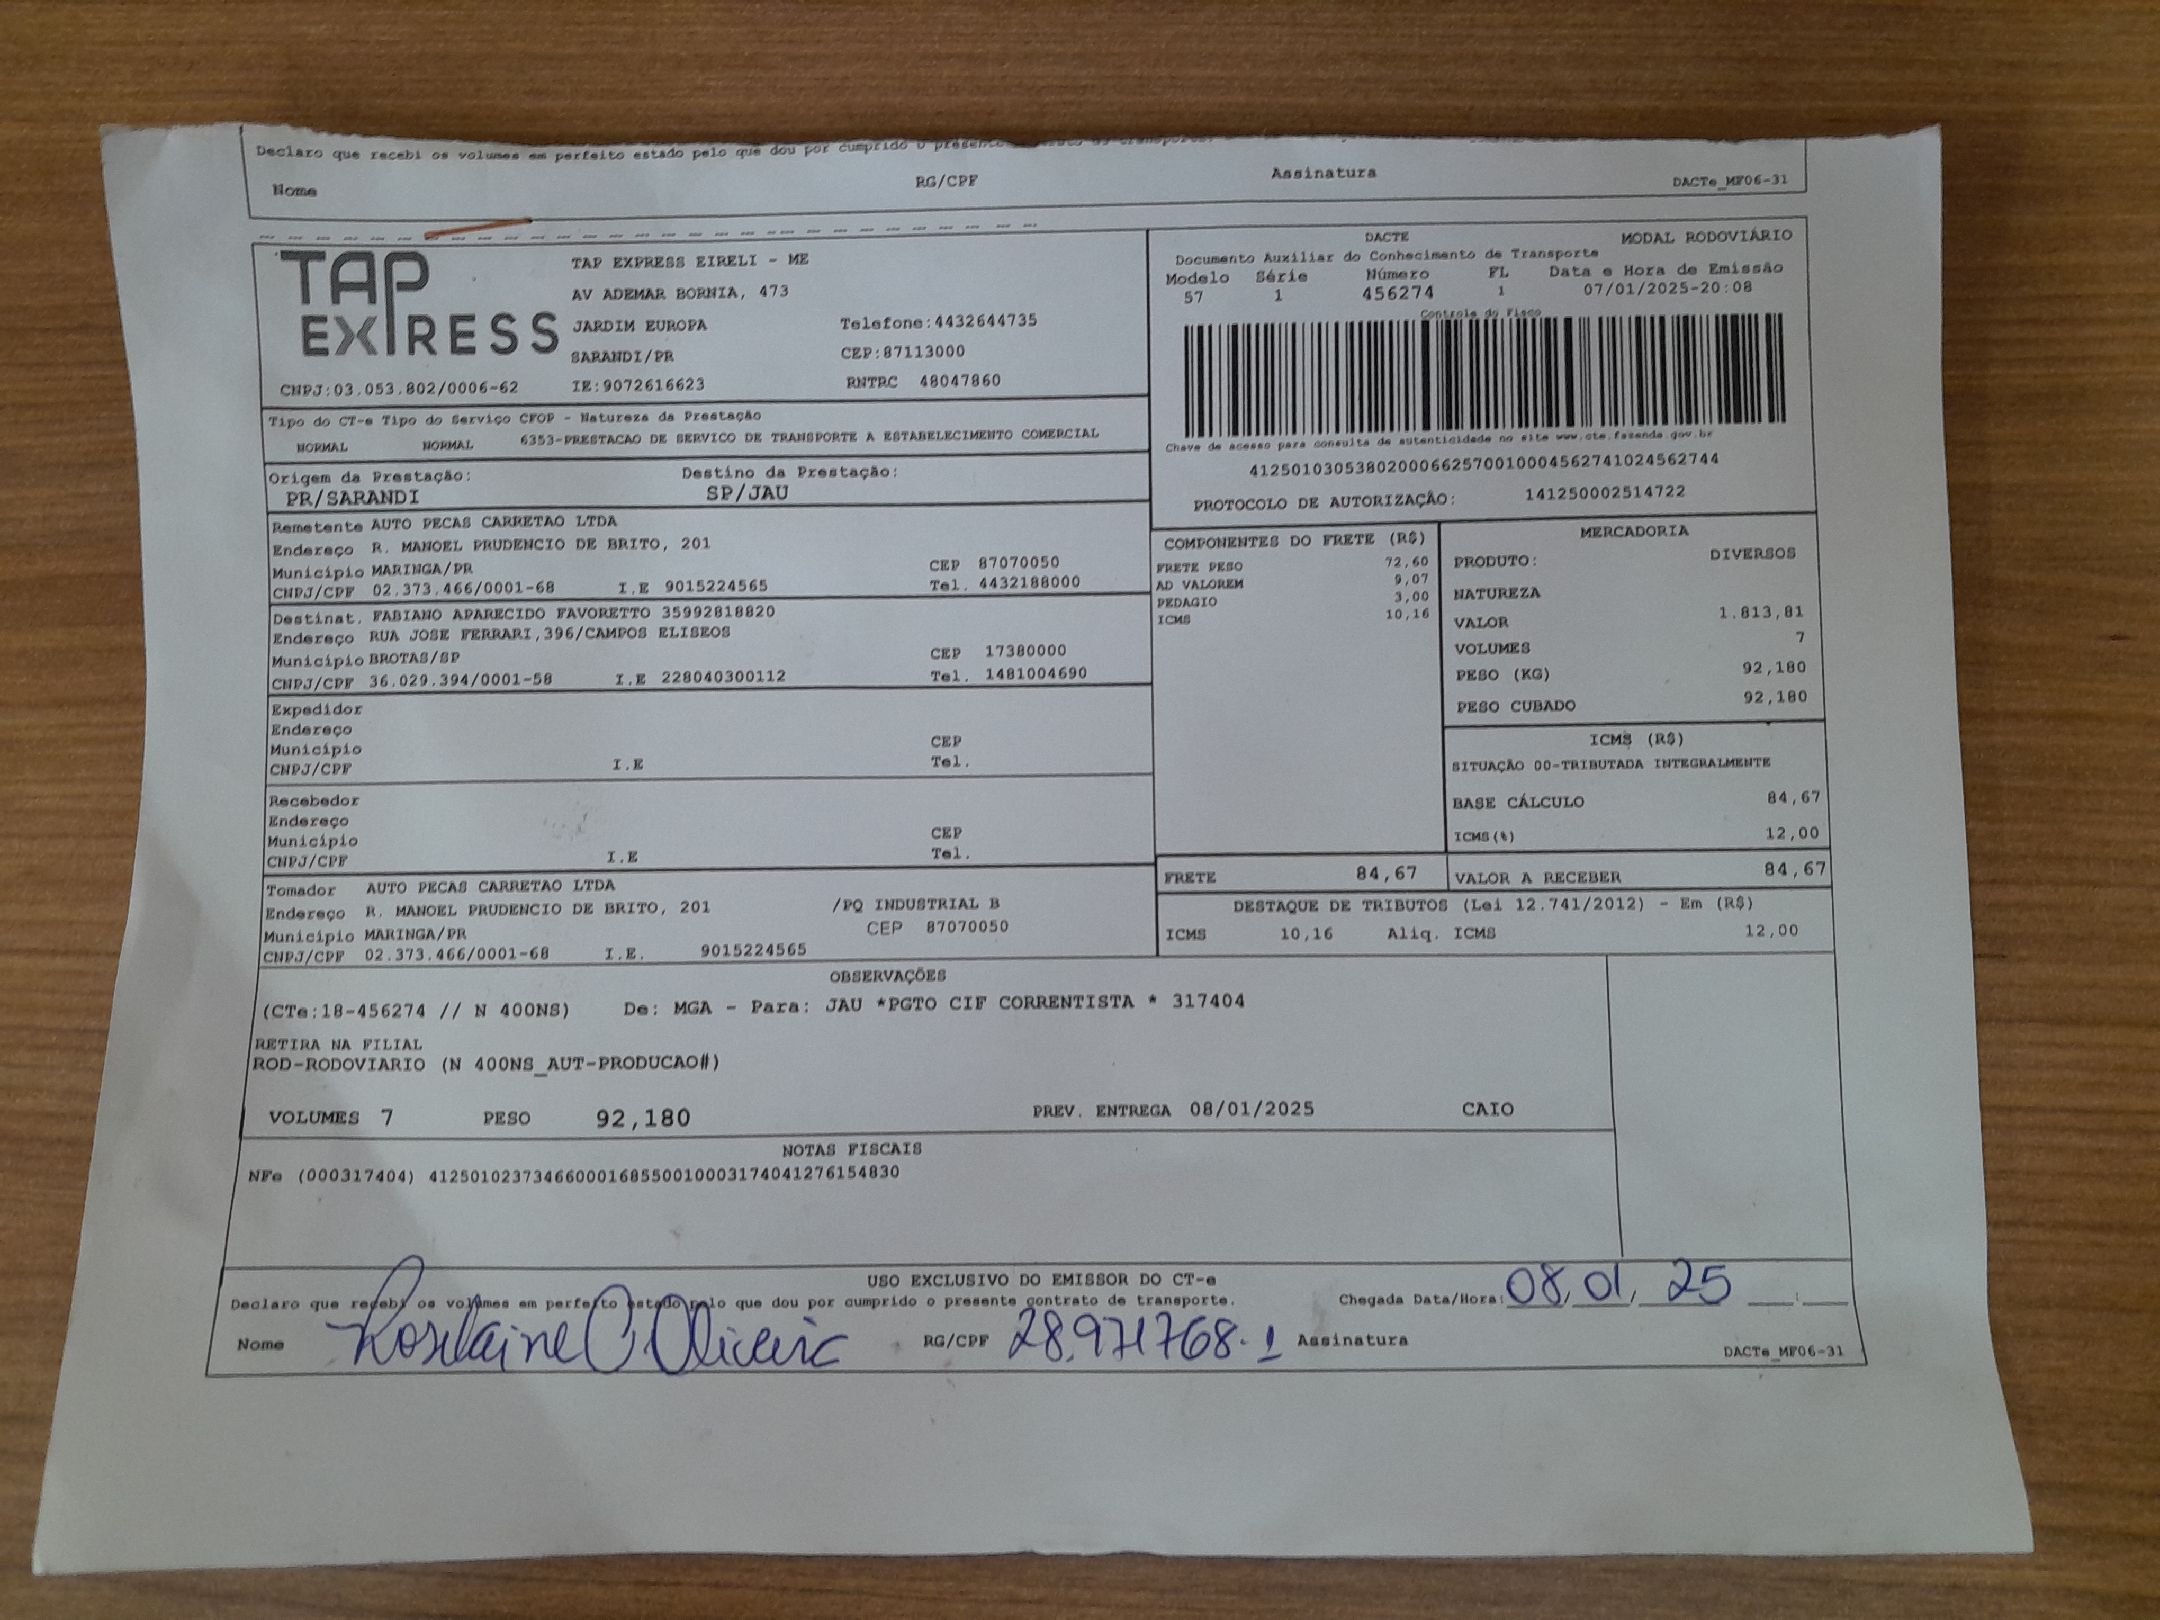 Declaro que recebi os volumes em perfeito estado pelo que dou por cumprido o presente
Nome RG/CPF Assinatura DACTe_MF06-31
TAP EXPRESS
TAP EXPRESS EIRELI - ME
AV ADEMAR BORNIA, 473
JARDIM EUROPA Telefone:4432644735
SARANDI/PR CEP:87113000
CNPJ:03.053.802/0006-62 IE:9072616623 RNTRC 48047860
DACTE MODAL RODOVIÁRIO
Documento Auxiliar do Conhecimento de Transporte
Modelo Série Número FL Data e Hora de Emissão
57 1 456274 1 07/01/2025-20:08
Controle do Fisco
Chave de acesso para consulta de autenticidade no site www.cte.fazenda.gov.br
41250103053802000662570010004562741024562744
PROTOCOLO DE AUTORIZAÇÃO: 141250002514722
Tipo do CT-e Tipo do Serviço CFOP - Natureza da Prestação
NORMAL NORMAL 6353-PRESTACAO DE SERVICO DE TRANSPORTE A ESTABELECIMENTO COMERCIAL
Origem da Prestação: Destino da Prestação:
PR/SARANDI SP/JAU
Remetente AUTO PECAS CARRETAO LTDA
Endereço R. MANOEL PRUDENCIO DE BRITO, 201
Município MARINGA/PR CEP 87070050
CNPJ/CPF 02.373.466/0001-68 I.E 9015224565 Tel. 4432188000
Destinat. FABIANO APARECIDO FAVORETTO 35992818820
Endereço RUA JOSE FERRARI,396/CAMPOS ELISEOS
Município BROTAS/SP CEP 17380000
CNPJ/CPF 36.029.394/0001-58 I.E 228040300112 Tel. 1481004690
Expedidor
Endereço
Município CEP
CNPJ/CPF I.E Tel.
Recebedor
Endereço
Município CEP
CNPJ/CPF I.E Tel.
Tomador AUTO PECAS CARRETAO LTDA
Endereço R. MANOEL PRUDENCIO DE BRITO, 201 /PQ INDUSTRIAL B
Município MARINGA/PR CEP 87070050
CNPJ/CPF 02.373.466/0001-68 I.E. 9015224565
COMPONENTES DO FRETE (R$)
FRETE PESO 72,60
AD VALOREM 9,07
PEDAGIO 3,00
ICMS 10,16
MERCADORIA
PRODUTO: DIVERSOS
NATUREZA
VALOR 1.813,81
VOLUMES 7
PESO (KG) 92,180
PESO CUBADO 92,180
ICMS (R$)
SITUAÇÃO 00-TRIBUTADA INTEGRALMENTE
BASE CÁLCULO 84,67
ICMS(%) 12,00
FRETE 84,67 VALOR A RECEBER 84,67
DESTAQUE DE TRIBUTOS (Lei 12.741/2012) - Em (R$)
ICMS 10,16 Aliq. ICMS 12,00
OBSERVAÇÕES
(CTe:18-456274 // N 400NS) De: MGA - Para: JAU *PGTO CIF CORRENTISTA * 317404
RETIRA NA FILIAL
ROD-RODOVIARIO (N 400NS_AUT-PRODUCAO#)
VOLUMES 7 PESO 92,180 PREV. ENTREGA 08/01/2025 CAIO
NOTAS FISCAIS
NFe (000317404) 41250102373466000168550010003174041276154830
USO EXCLUSIVO DO EMISSOR DO CT-e
Declaro que recebi os volumes em perfeito estado pelo que dou por cumprido o presente contrato de transporte. Chegada Data/Hora: 08/01/25 __:__
Nome Roselaine O. Oliveira RG/CPF 28.971768-1 Assinatura
DACTe_MF06-31